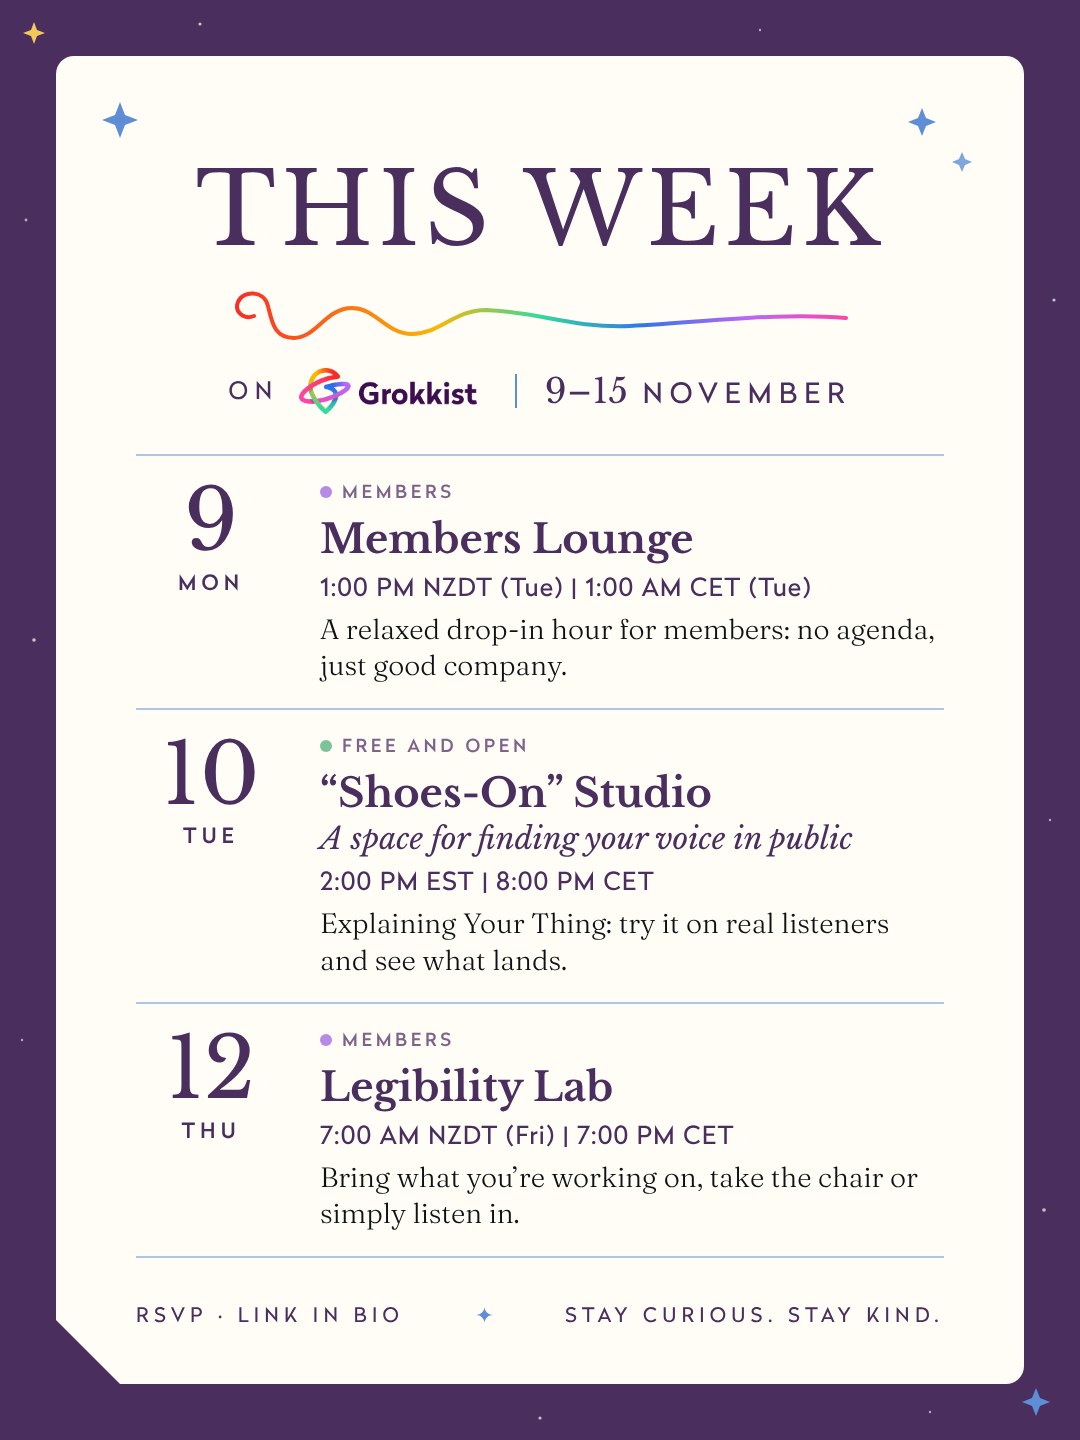 THIS WEEK
ON Grokkist | 9–15 NOVEMBER
9
MON
MEMBERS
Members Lounge
1:00 PM NZDT (Tue) | 1:00 AM CET (Tue)
A relaxed drop-in hour for members: no agenda,
just good company.
10
TUE
FREE AND OPEN
“Shoes-On” Studio
A space for finding your voice in public
2:00 PM EST | 8:00 PM CET
Explaining Your Thing: try it on real listeners
and see what lands.
12
THU
MEMBERS
Legibility Lab
7:00 AM NZDT (Fri) | 7:00 PM CET
Bring what you’re working on, take the chair or
simply listen in.
RSVP · LINK IN BIO
STAY CURIOUS. STAY KIND.